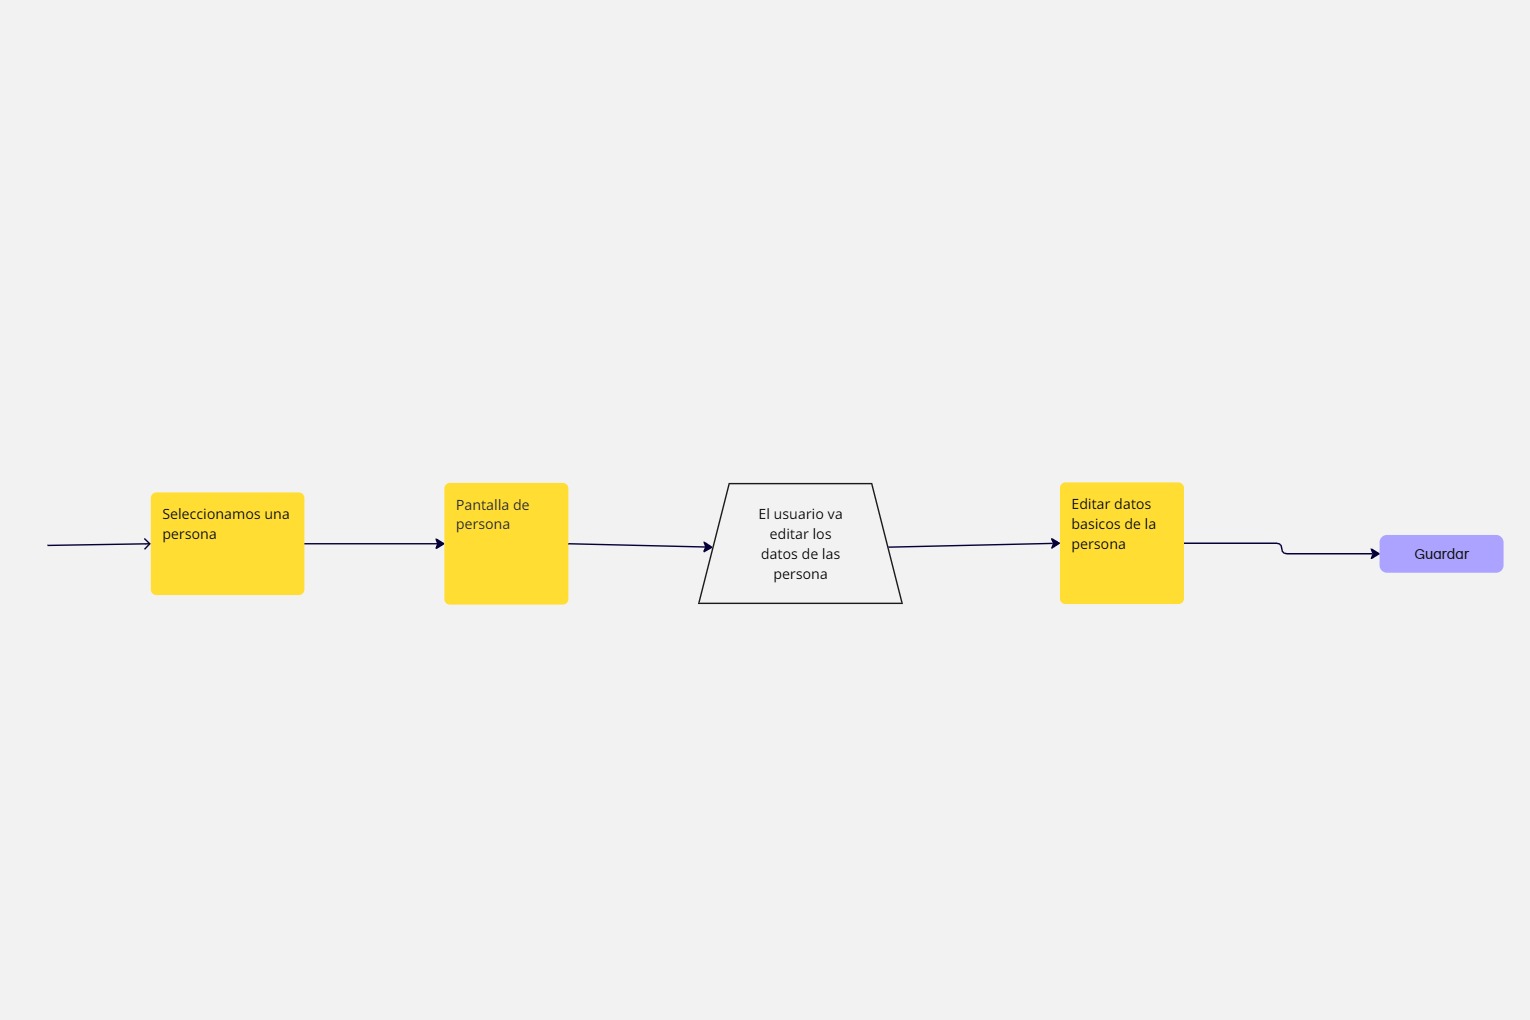 Seleccionamos una
persona
Pantalla de
persona
El usuario va
editar los
datos de las
persona
Editar datos
basicos de la
persona
Guardar